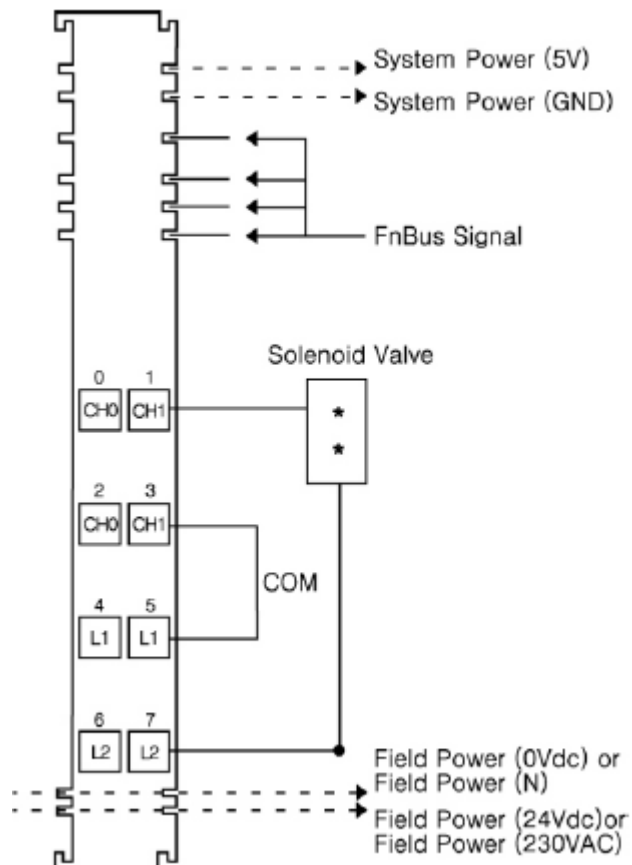 System Power (5V)
System Power (GND)
FnBus Signal
Solenoid Valve
0 1
CH0 CH1
*
*
2 3
CH0 CH1
COM
4 5
L1 L1
6 7
L2 L2
Field Power (0Vdc) or
Field Power (N)
Field Power (24Vdc)or
Field Power (230VAC)